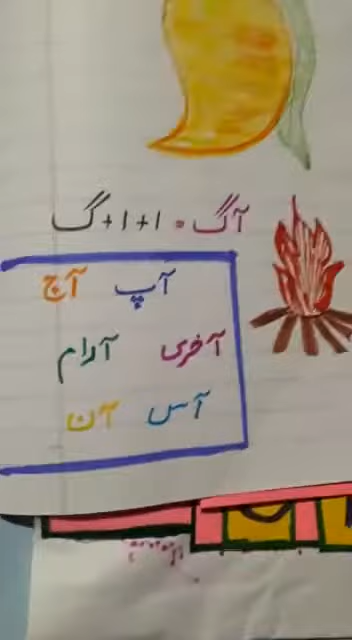 آگ = ا + ا + گ
آپ آج
آخری آرام
آس آن